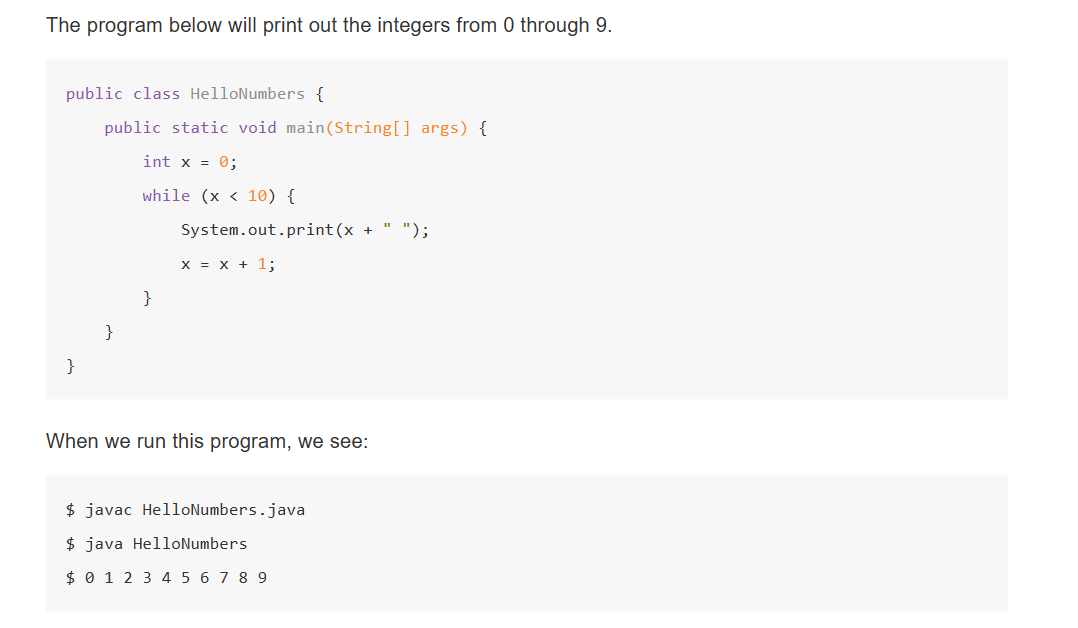 The program below will print out the integers from 0 through 9.
public class HelloNumbers {
    public static void main(String[] args) {
        int x = 0;
        while (x < 10) {
            System.out.print(x + " ");
            x = x + 1;
        }
    }
}
When we run this program, we see:
$ javac HelloNumbers.java
$ java HelloNumbers
$ 0 1 2 3 4 5 6 7 8 9